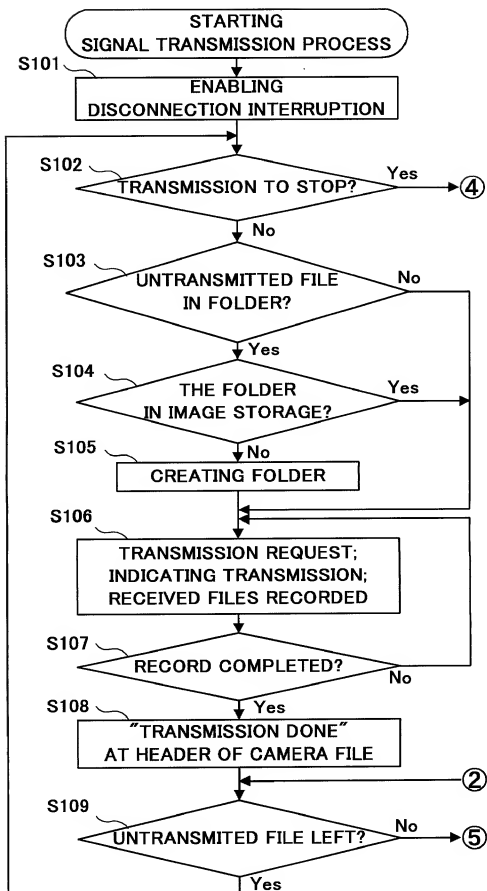 STARTING
SIGNAL TRANSMISSION PROCESS
S101
ENABLING
DISCONNECTION INTERRUPTION
S102
TRANSMISSION TO STOP?
Yes
④
No
S103
UNTRANSMITTED FILE
IN FOLDER?
No
Yes
S104
THE FOLDER
IN IMAGE STORAGE?
Yes
No
S105
CREATING FOLDER
S106
TRANSMISSION REQUEST;
INDICATING TRANSMISSION;
RECEIVED FILES RECORDED
S107
RECORD COMPLETED?
No
Yes
S108
"TRANSMISSION DONE"
AT HEADER OF CAMERA FILE
②
S109
UNTRANSMITED FILE LEFT?
No
⑤
Yes